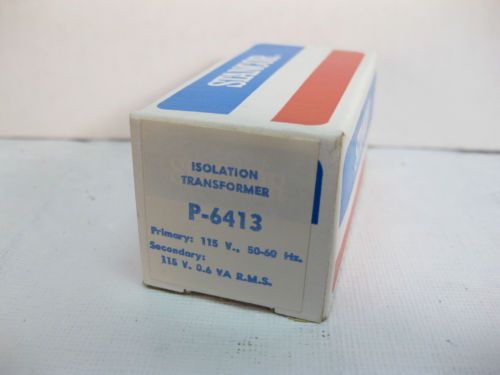 STANCOR
ISOLATION
TRANSFORMER
P-6413
Primary: 115 V., 50-60 Hz.
Secondary:
115 V. 0.6 VA R.M.S.